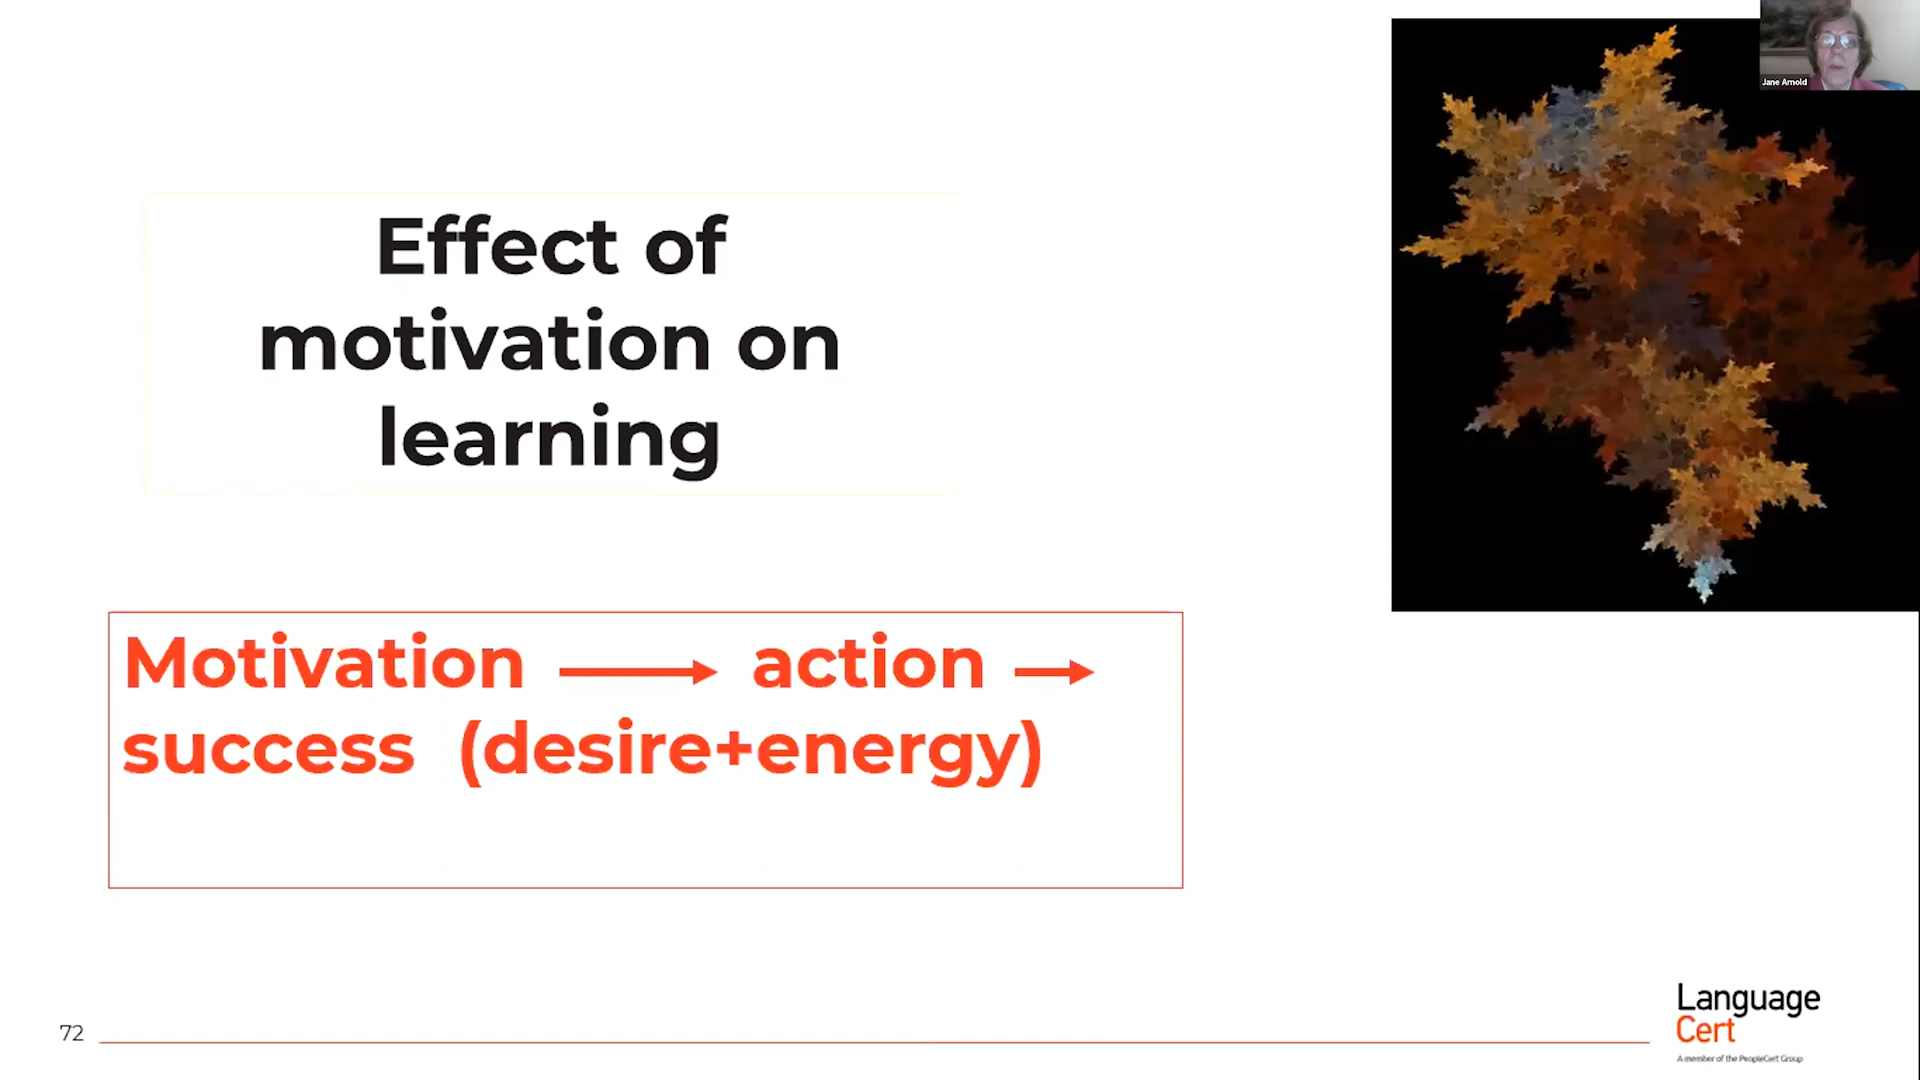 Jane Arnold
Effect of
motivation on
learning
Motivation → action →
success (desire+energy)
72
Language
Cert
A member of the PeopleCert Group